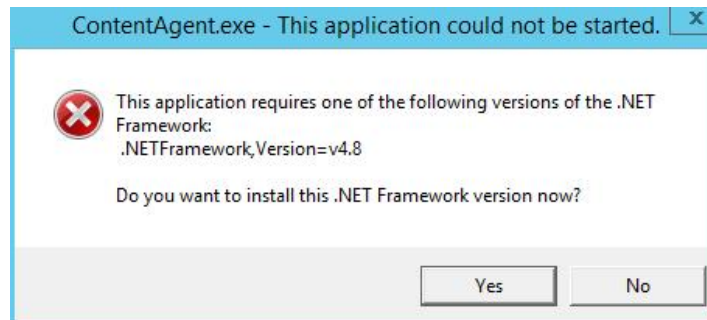 ContentAgent.exe - This application could not be started.
x
This application requires one of the following versions of the .NET
Framework:
.NETFramework,Version=v4.8
Do you want to install this .NET Framework version now?
Yes
No